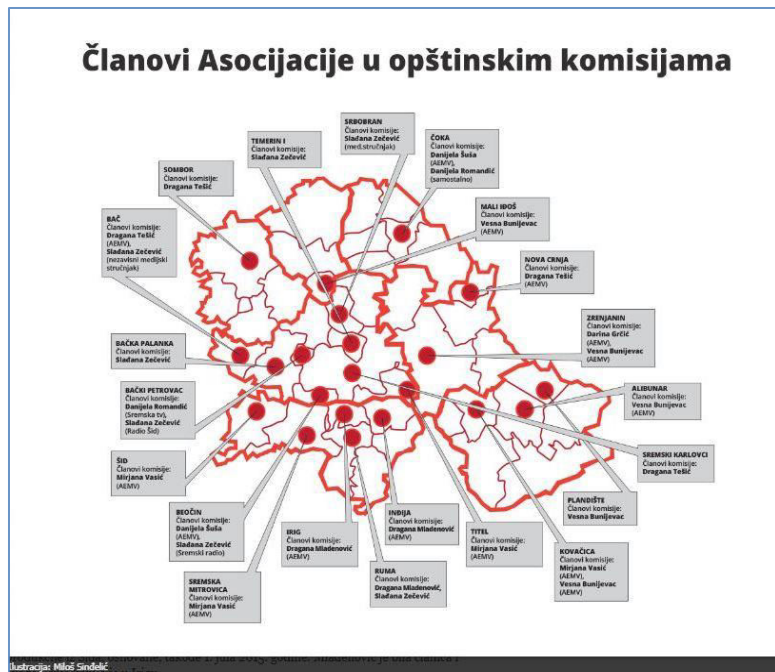 Članovi Asocijacije u opštinskim komisijama
SRBOBRAN
Članovi komisije:
Slađana Zečević
(med.stručnjak)
TEMERIN I
Članovi komisije:
Slađana Zečević
ČOKA
Članovi komisije:
Danijela Šuša
(AEMV),
Danijela Romandić
(samostalno)
SOMBOR
Članovi komisije:
Dragana Tešić
MALI IĐOŠ
Članovi komisije:
Vesna Bunijevac
(AEMV)
BAČ
Članovi komisije:
Dragana Tešić
(AEMV),
Slađana Zečević
(nezavisni medijski
stručnjak)
NOVA CRNJA
Članovi komisije:
Dragana Tešić
(AEMV)
ZRENJANIN
Članovi komisije:
Darina Grčić
(AEMV),
Vesna Bunijevac
(AEMV)
BAČKA PALANKA
Članovi komisije:
Slađana Zečević
BAČKI PETROVAC
Članovi komisije:
Danijela Romandić
(Sremska tv),
Slađana Zečević
(Radio Šid)
ALIBUNAR
Članovi komisije:
Vesna Bunijevac
(AEMV)
ŠID
Članovi komisije:
Mirjana Vasić
(AEMV)
SREMSKI KARLOVCI
Članovi komisije:
Dragana Tešić
PLANDIŠTE
Članovi komisije:
Vesna Bunijevac
BEOČIN
Članovi komisije:
Danijela Šuša
(AEMV),
Slađana Zečević
(Sremski radio)
IRIG
Članovi komisije:
Dragana Mladenović
(AEMV)
INĐIJA
Članovi komisije:
Dragana Mladenović
(AEMV)
TITEL
Članovi komisije:
Mirjana Vasić
(AEMV)
KOVAČICA
Članovi komisije:
Mirjana Vasić
(AEMV),
Vesna Bunijevac
(AEMV)
SREMSKA
MITROVICA
Članovi komisije:
Mirjana Vasić
(AEMV)
RUMA
Članovi komisije:
Dragana Mladenović,
Slađana Zečević
1. jula 2015. godine. Mladenović je bila članica i
Ilustracija: Miloš Sinđelić